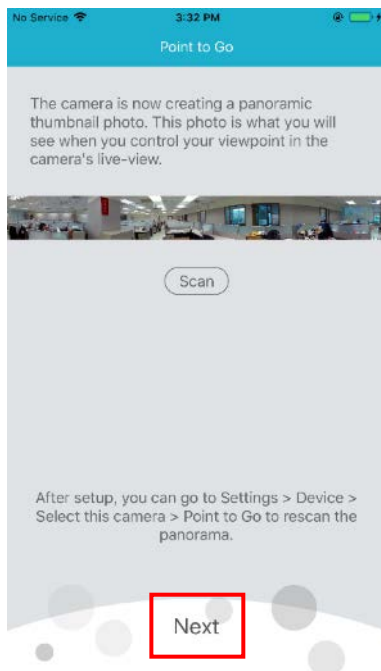 No Service 3:32 PM
Point to Go
The camera is now creating a panoramic
thumbnail photo. This photo is what you will
see when you control your viewpoint in the
camera's live-view.
Scan
After setup, you can go to Settings > Device >
Select this camera > Point to Go to rescan the
panorama.
Next